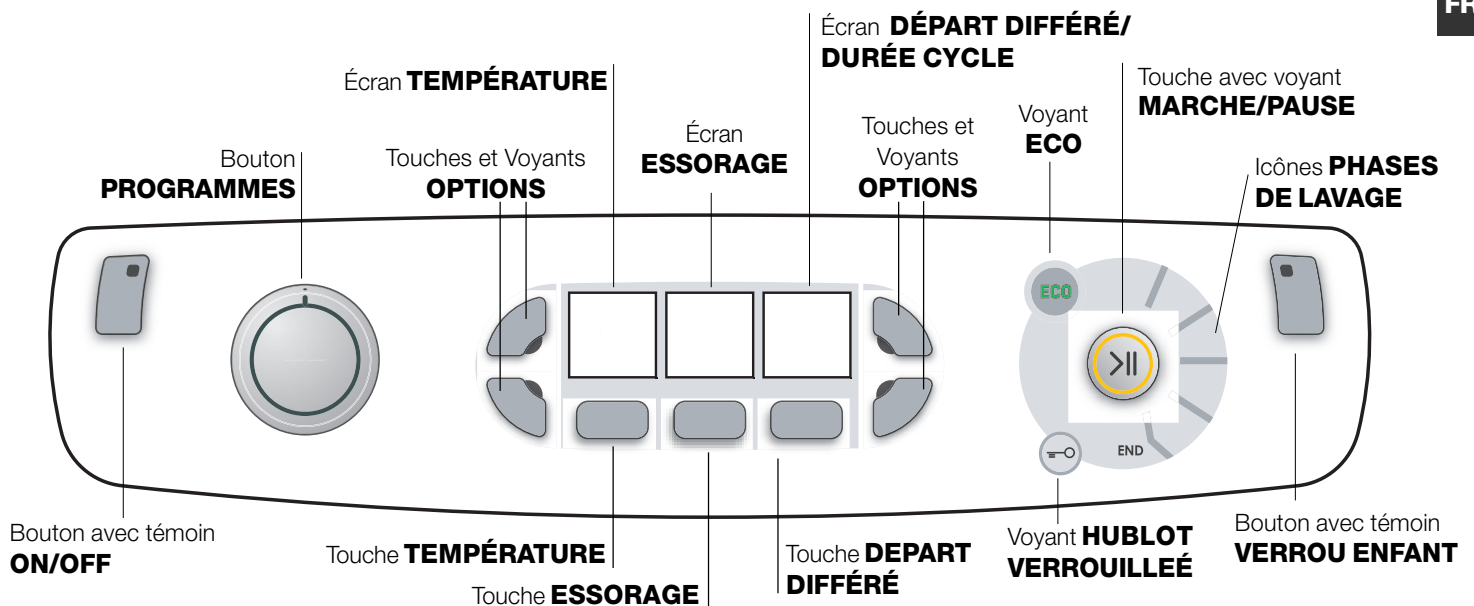 FR
Écran DÉPART DIFFÉRÉ/
DURÉE CYCLE
Écran TEMPÉRATURE
Touche avec voyant
MARCHE/PAUSE
Écran
ESSORAGE
Touches et
Voyants
OPTIONS
Voyant
ECO
Bouton
PROGRAMMES
Touches et Voyants
OPTIONS
Icônes PHASES
DE LAVAGE
ECO
END
Bouton avec témoin
ON/OFF
Touche TEMPÉRATURE
Touche ESSORAGE
Touche DEPART
DIFFÉRÉ
Voyant HUBLOT
VERROUILLEÉ
Bouton avec témoin
VERROU ENFANT